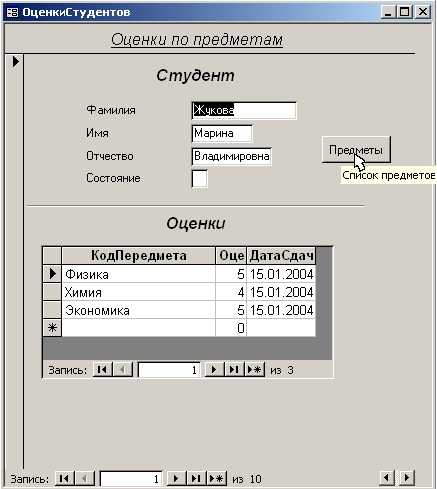 ОценкиСтудентов
Оценки по предметам
Студент
Фамилия Жукова
Имя Марина
Предметы
Отчество Владимировна
Список предметов
Состояние
Оценки
КодПередмета Оце ДатаСдач
Физика 5 15.01.2004
Химия 4 15.01.2004
Экономика 5 15.01.2004
0
Запись: 1 из 3
Запись: 1 из 10